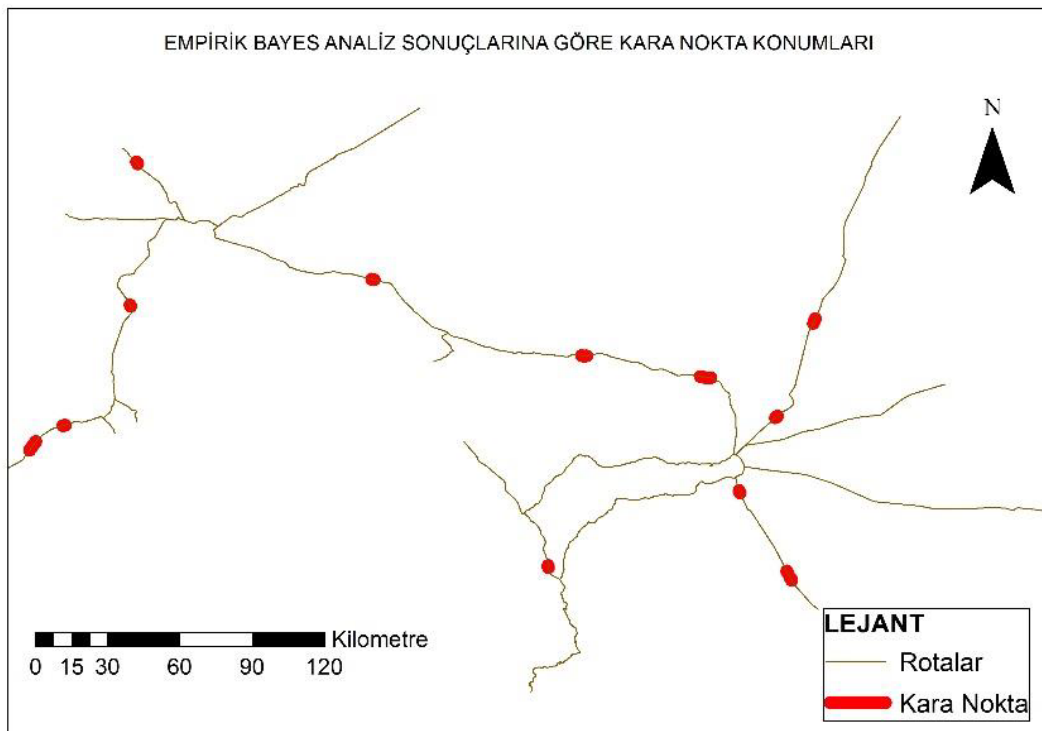 EMPİRİK BAYES ANALİZ SONUÇLARINA GÖRE KARA NOKTA KONUMLARI
N
Kilometre
0 15 30 60 90 120
LEJANT
Rotalar
Kara Nokta